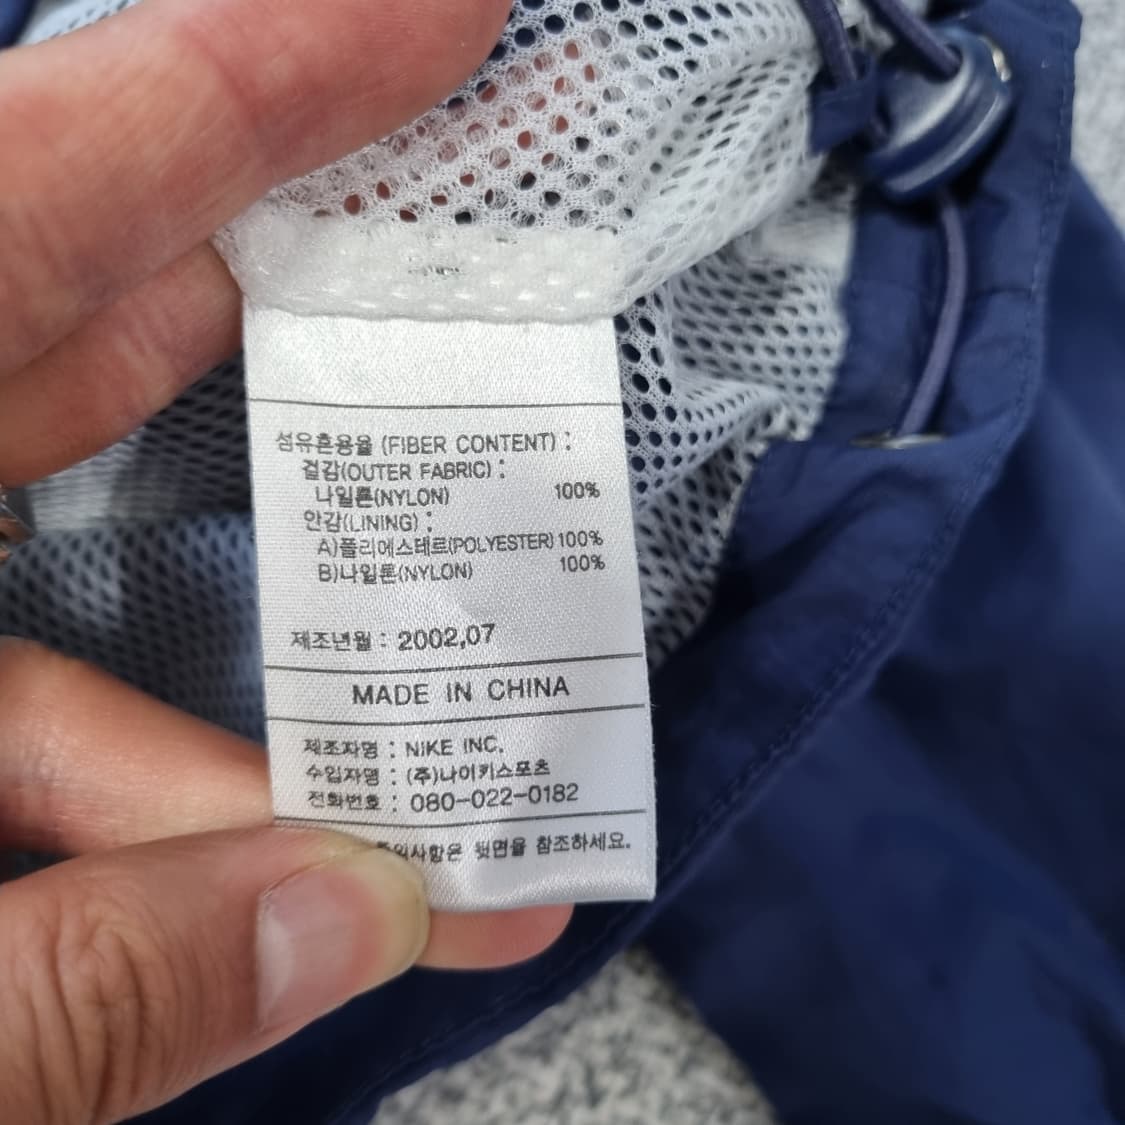 섬유혼용율 (FIBER CONTENT) :
겉감(OUTER FABRIC) :
나일론(NYLON) 100%
안감(LINING) :
A)폴리에스테르(POLYESTER) 100%
B)나일론(NYLON) 100%
제조년월 : 2002,07
MADE IN CHINA
제조자명 : NIKE INC.
수입자명 : (주)나이키스포츠
전화번호 : 080-022-0182
뒷면을 참조하세요.